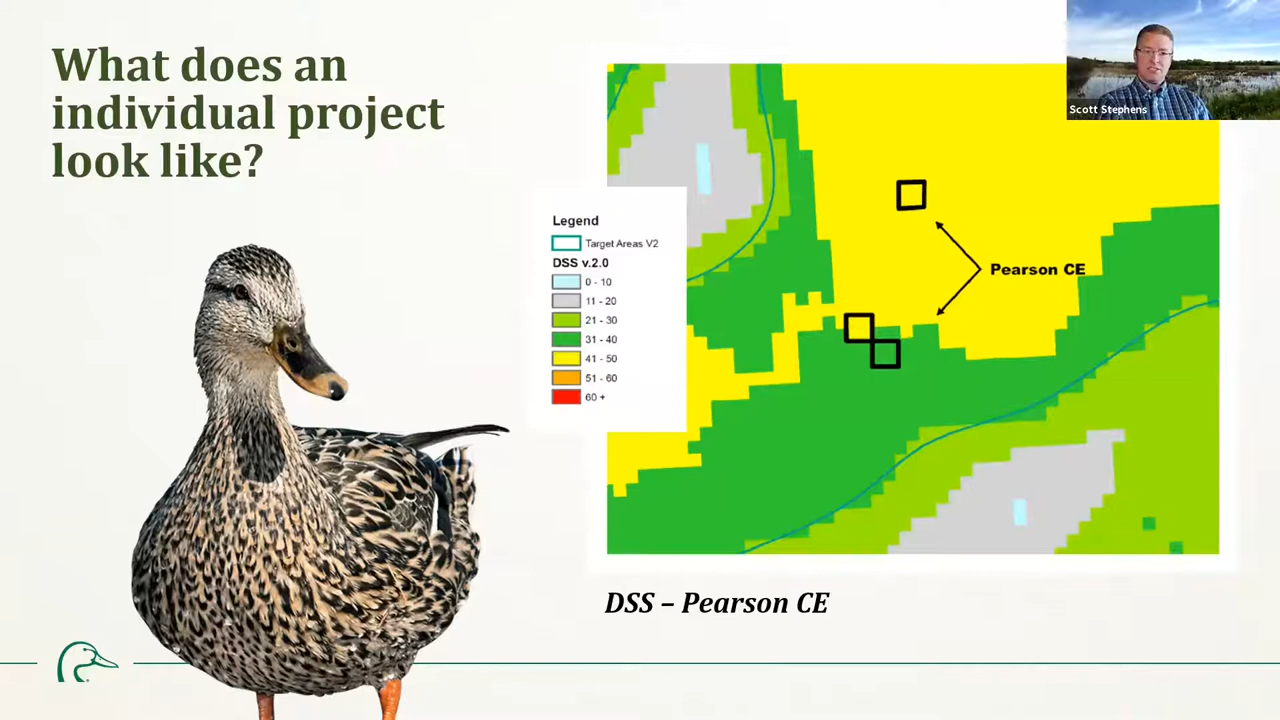 What does an
individual project
look like?
Scott Stephens
Legend
Target Areas V2
DSS v.2.0
0 - 10
11 - 20
21 - 30
31 - 40
41 - 50
51 - 60
60 +
Pearson CE
DSS – Pearson CE